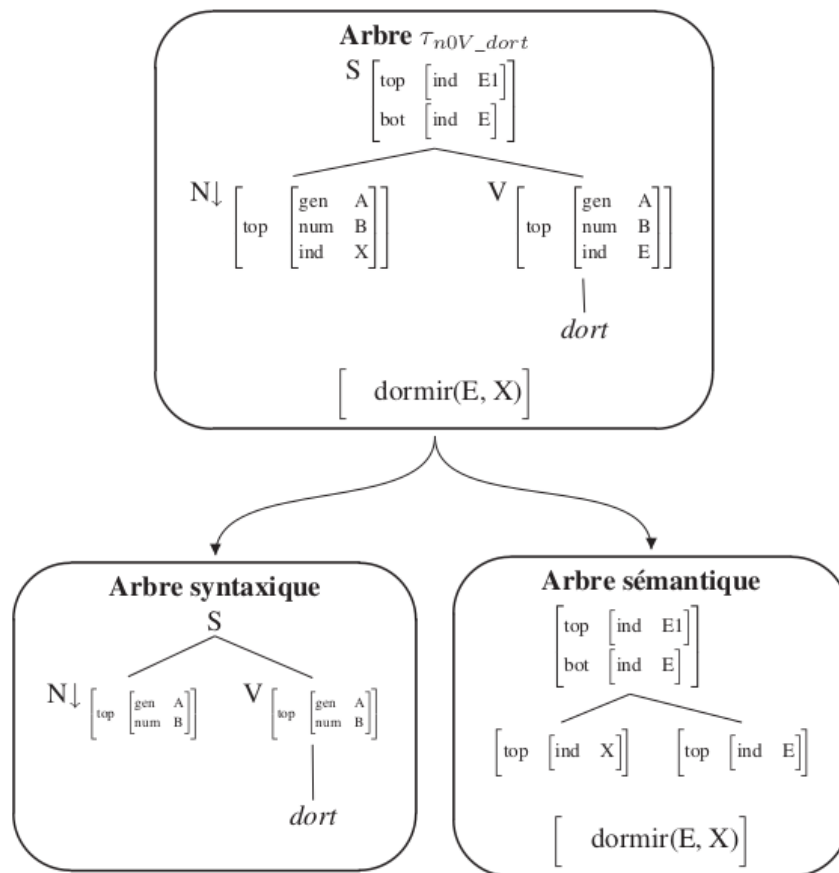 Arbre τn0V_dort
S [top [ind E1]
bot [ind E]]
N↓ [top [gen A
num B
ind X]]
V [top [gen A
num B
ind E]]
dort
[ dormir(E, X)]
Arbre syntaxique
S
N↓ [top [gen A
num B]]
V [top [gen A
num B]]
dort
Arbre sémantique
[top [ind E1]
bot [ind E]]
[top [ind X]] [top [ind E]]
[ dormir(E, X)]